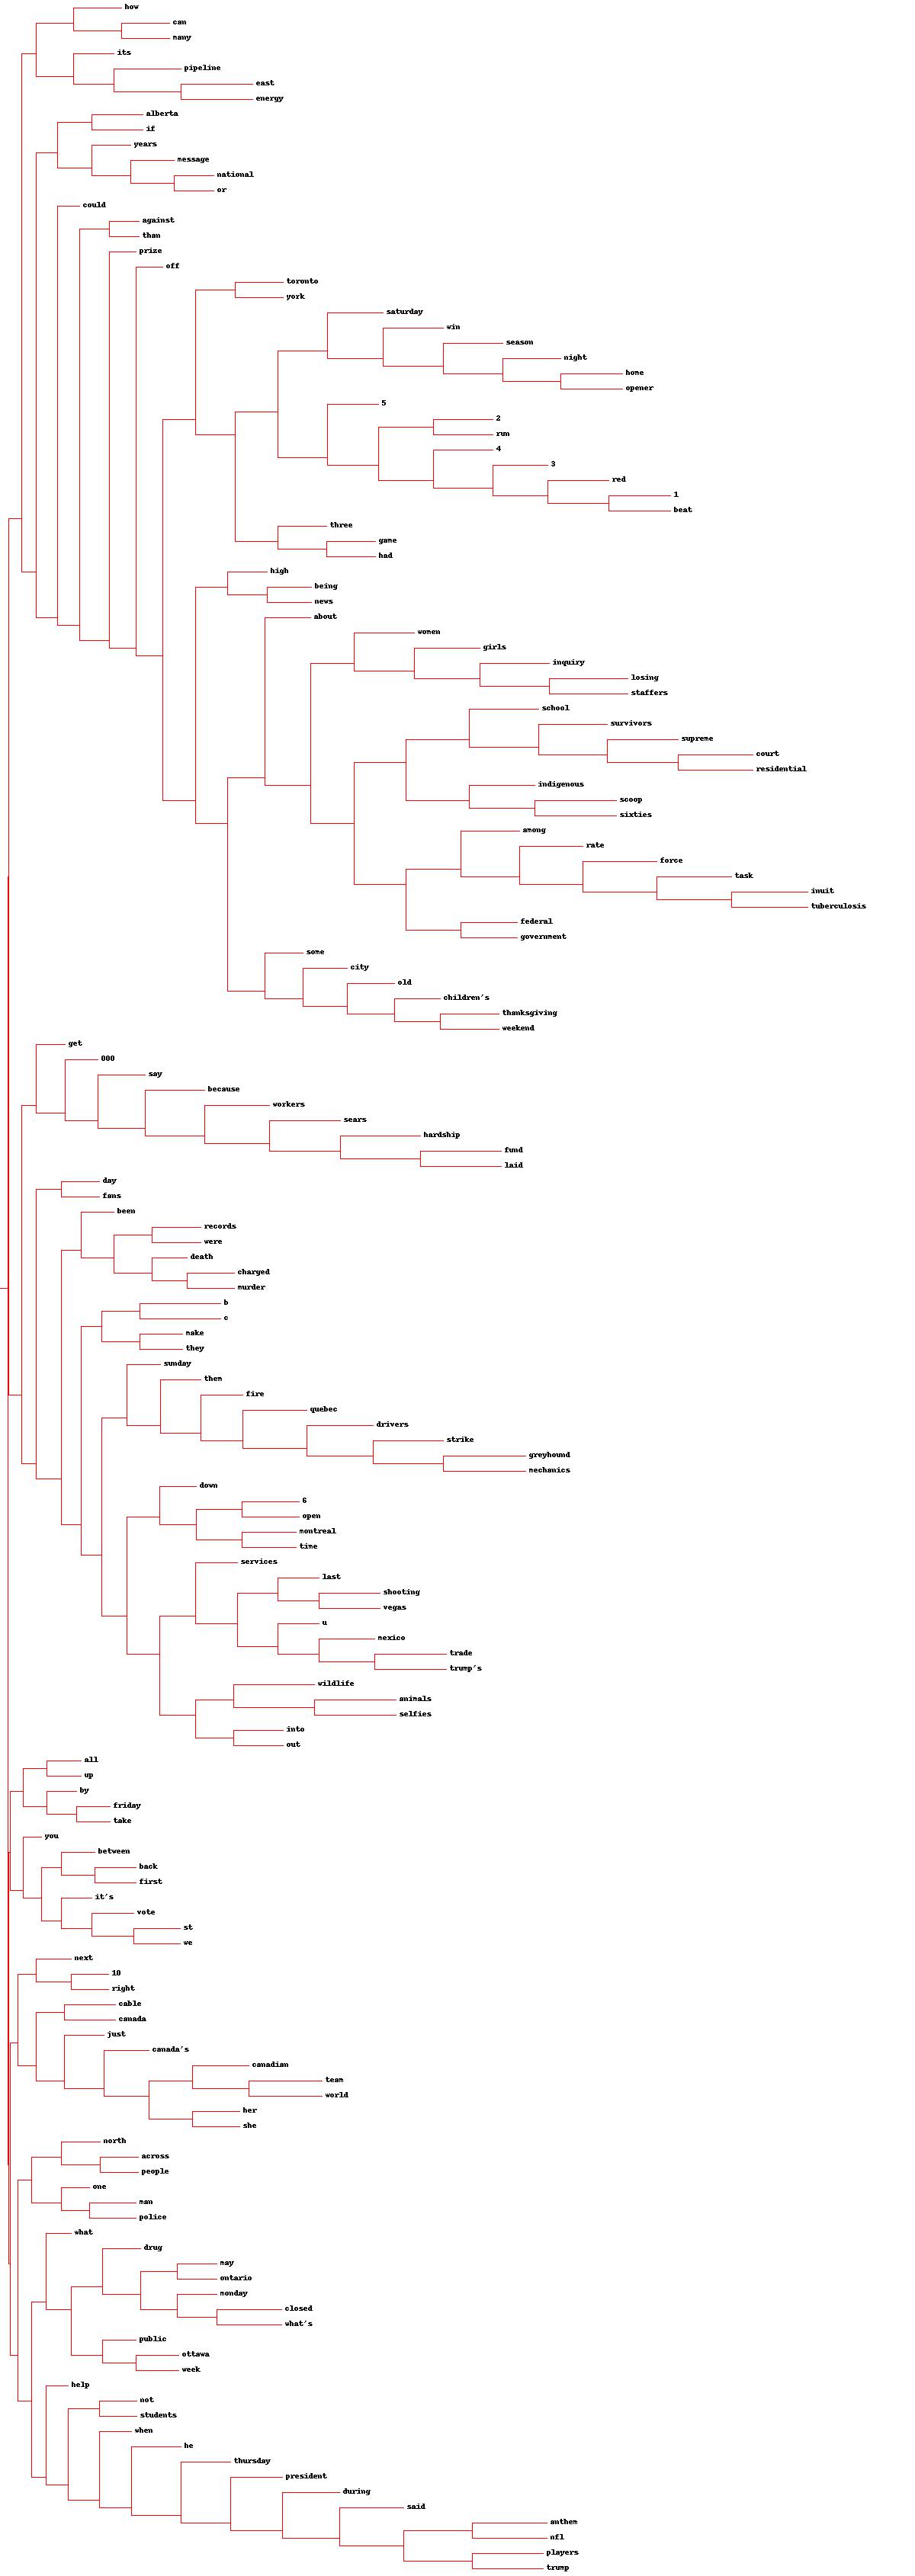 how
can
many
its
pipeline
east
energy
alberta
if
years
message
national
or
could
against
than
prize
off
toronto
york
saturday
win
season
night
home
opener
5
2
run
4
3
red
1
beat
three
game
had
high
being
news
about
women
girls
inquiry
losing
staffers
school
survivors
supreme
court
residential
indigenous
scoop
sixties
among
rate
force
task
inuit
tuberculosis
federal
government
some
city
old
children's
thanksgiving
weekend
get
000
say
because
workers
sears
hardship
fund
laid
day
fans
been
records
were
death
charged
murder
b
c
make
they
sunday
them
fire
quebec
drivers
strike
greyhound
mechanics
down
6
open
montreal
time
services
last
shooting
vegas
u
mexico
trade
trump's
wildlife
animals
selfies
into
out
all
up
by
friday
take
you
between
back
first
it's
vote
st
we
next
10
right
cable
canada
just
canada's
canadian
team
world
her
she
north
across
people
one
man
police
what
drug
may
ontario
monday
closed
what's
public
ottawa
week
help
not
students
when
he
thursday
president
during
said
anthem
nfl
players
trump